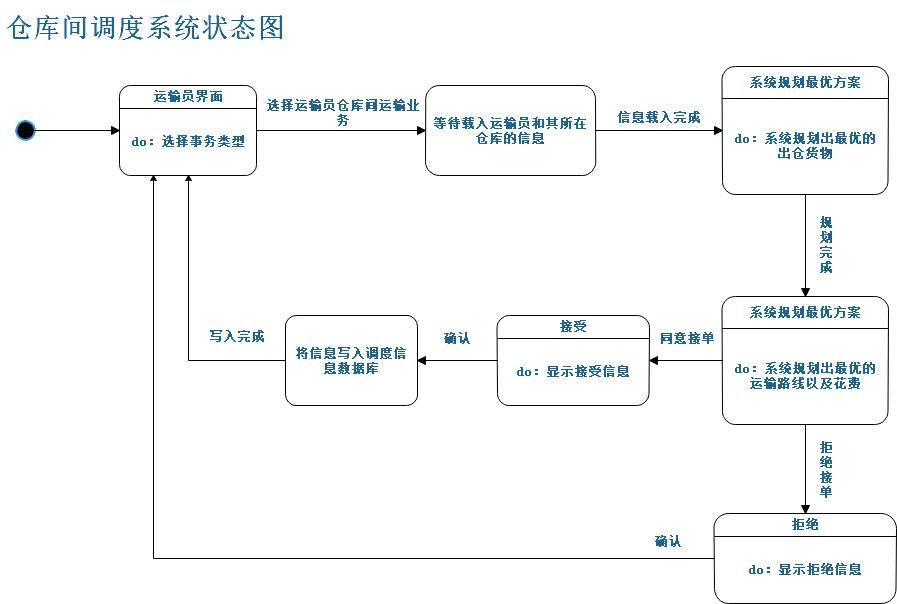 仓库间调度系统状态图
运输员界面
do：选择事务类型
选择运输员仓库间运输业
务
等待载入运输员和其所在
仓库的信息
信息载入完成
系统规划最优方案
do：系统规划出最优的
出仓货物
规
划
完
成
系统规划最优方案
do：系统规划出最优的
运输路线以及花费
同意接单
接受
do：显示接受信息
确认
将信息写入调度信
息数据库
写入完成
拒
绝
接
单
拒绝
do：显示拒绝信息
确认